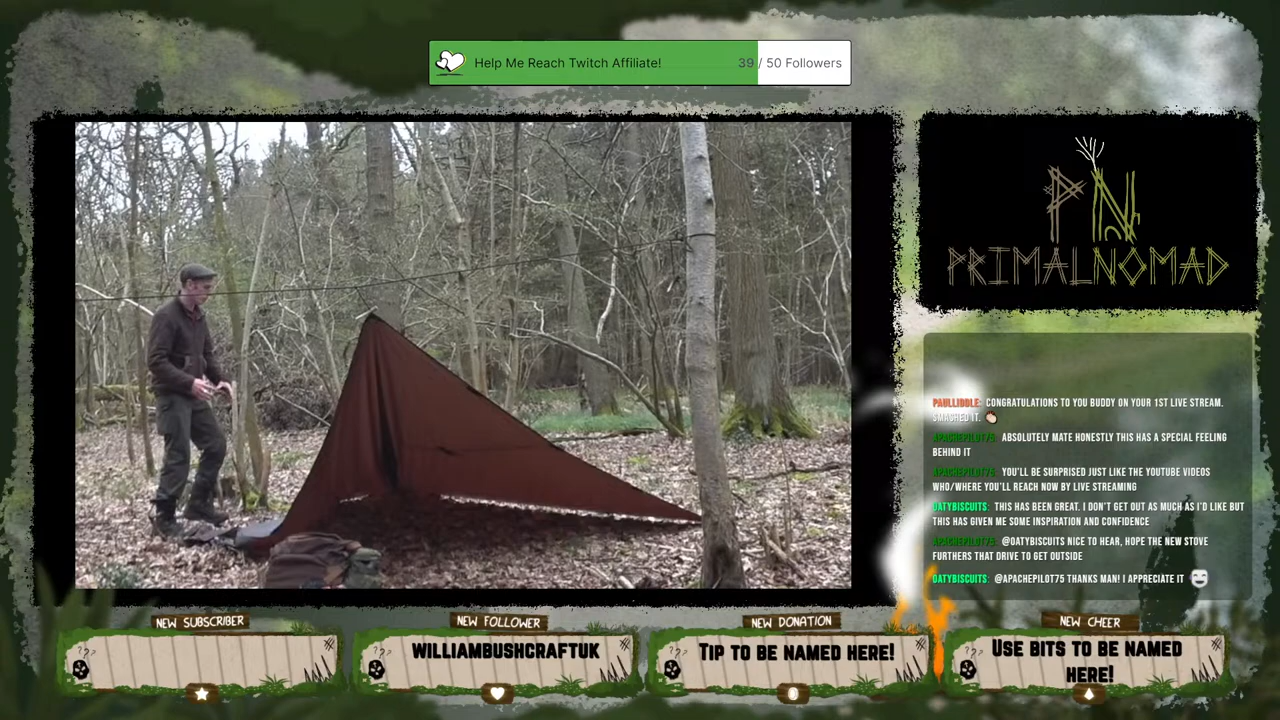 Help Me Reach Twitch Affiliate!
39 / 50 Followers
PN
PRIMALNOMAD
PAULLIDDLE: CONGRATULATIONS TO YOU BUDDY ON YOUR 1ST LIVE STREAM.
SMASHED IT.
APACHEPILOT75: ABSOLUTELY MATE HONESTLY THIS HAS A SPECIAL FEELING
BEHIND IT
APACHEPILOT75: YOU'LL BE SURPRISED JUST LIKE THE YOUTUBE VIDEOS
WHO/WHERE YOU'LL REACH NOW BY LIVE STREAMING
OATYBISCUITS: THIS HAS BEEN GREAT. I DON'T GET OUT AS MUCH AS I'D LIKE BUT
THIS HAS GIVEN ME SOME INSPIRATION AND CONFIDENCE
APACHEPILOT75: @OATYBISCUITS NICE TO HEAR, HOPE THE NEW STOVE
FURTHERS THAT DRIVE TO GET OUTSIDE
OATYBISCUITS: @APACHEPILOT75 THANKS MAN! I APPRECIATE IT
NEW SUBSCRIBER
???
NEW FOLLOWER
???
WILLIAMBUSHCRAFTUK
NEW DONATION
???
TIP TO BE NAMED HERE!
NEW CHEER
???
USE BITS TO BE NAMED
HERE!